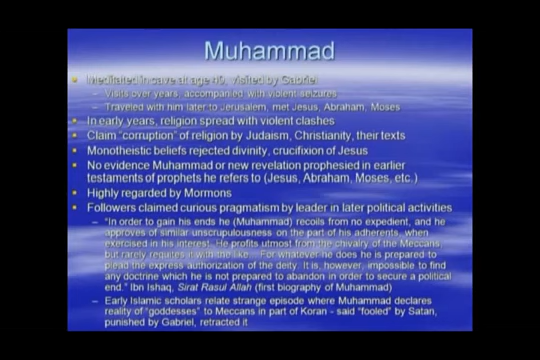 Muhammad
Meditated in cave at age 40, visited by Gabriel
– Visits over years, accompanied with violent seizures
– Traveled with him later to Jerusalem, met Jesus, Abraham, Moses
In early years, religion spread with violent clashes
Claim "corruption" of religion by Judaism, Christianity, their texts
Monotheistic beliefs rejected divinity, crucifixion of Jesus
No evidence Muhammad or new revelation prophesied in earlier
testaments of prophets he refers to (Jesus, Abraham, Moses, etc.)
Highly regarded by Mormons
Followers claimed curious pragmatism by leader in later political activities
– "In order to gain his ends he (Muhammad) recoils from no expedient, and he
approves of similar unscrupulousness on the part of his adherents, when
exercised in his interest. He profits utmost from the chivalry of the Meccans,
but rarely requites it with the like. For whatever he does he is prepared to
plead the express authorization of the deity. It is, however, impossible to find
any doctrine which he is not prepared to abandon in order to secure a political
end." Ibn Ishaq, Sirat Rasul Allah (first biography of Muhammad)
– Early Islamic scholars relate strange episode where Muhammad declares
reality of "goddesses" to Meccans in part of Koran - said "fooled" by Satan,
punished by Gabriel, retracted it